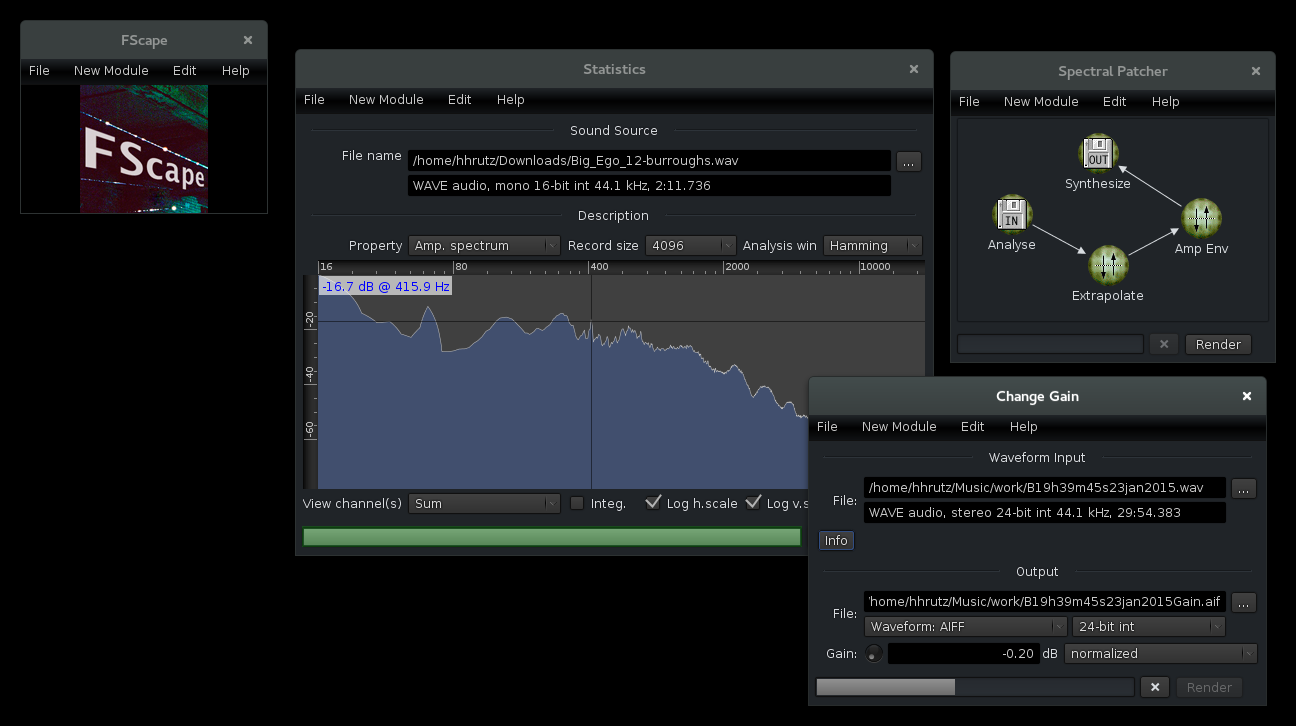 FScape
File New Module Edit Help
FScape
Statistics
File New Module Edit Help
Sound Source
File name /home/hhrutz/Downloads/Big_Ego_12-burroughs.wav ...
WAVE audio, mono 16-bit int 44.1 kHz, 2:11.736
Description
Property Amp. spectrum Record size 4096 Analysis win Hamming
16 80 400 2000 10000
-16.7 dB @ 415.9 Hz
-20
-40
-60
View channel(s) Sum Integ. Log h.scale Log v.s
Spectral Patcher
File New Module Edit Help
OUT
Synthesize
IN
Analyse
Amp Env
Extrapolate
Render
Change Gain
File New Module Edit Help
Waveform Input
File: /home/hhrutz/Music/work/B19h39m45s23jan2015.wav ...
WAVE audio, stereo 24-bit int 44.1 kHz, 29:54.383
Info
Output
File: home/hhrutz/Music/work/B19h39m45s23jan2015Gain.aif ...
Waveform: AIFF 24-bit int
Gain: -0.20 dB normalized
Render